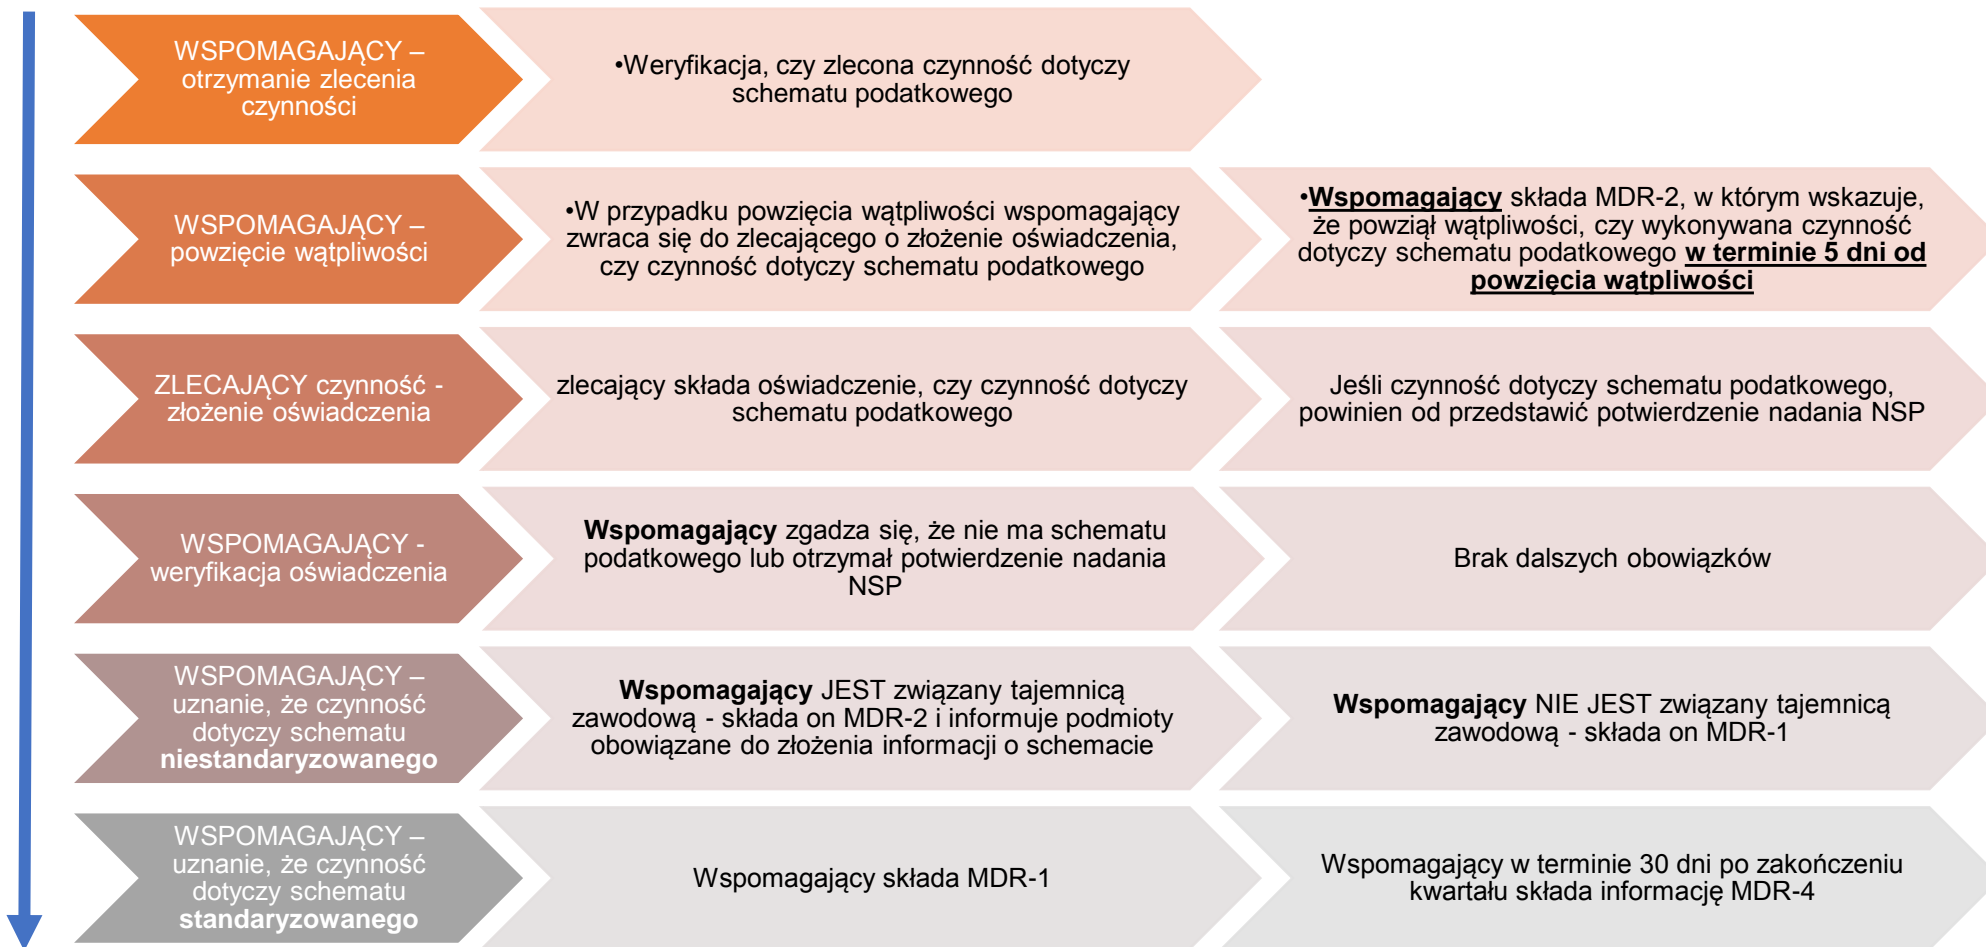 WSPOMAGAJĄCY –
otrzymanie zlecenia
czynności
•Weryfikacja, czy zlecona czynność dotyczy
schematu podatkowego
WSPOMAGAJĄCY –
powzięcie wątpliwości
•W przypadku powzięcia wątpliwości wspomagający
zwraca się do zlecającego o złożenie oświadczenia,
czy czynność dotyczy schematu podatkowego
•Wspomagający składa MDR-2, w którym wskazuje,
że powziął wątpliwości, czy wykonywana czynność
dotyczy schematu podatkowego w terminie 5 dni od
powzięcia wątpliwości
ZLECAJĄCY czynność -
złożenie oświadczenia
zlecający składa oświadczenie, czy czynność dotyczy
schematu podatkowego
Jeśli czynność dotyczy schematu podatkowego,
powinien od przedstawić potwierdzenie nadania NSP
WSPOMAGAJĄCY -
weryfikacja oświadczenia
Wspomagający zgadza się, że nie ma schematu
podatkowego lub otrzymał potwierdzenie nadania
NSP
Brak dalszych obowiązków
WSPOMAGAJĄCY –
uznanie, że czynność
dotyczy schematu
niestandaryzowanego
Wspomagający JEST związany tajemnicą
zawodową - składa on MDR-2 i informuje podmioty
obowiązane do złożenia informacji o schemacie
Wspomagający NIE JEST związany tajemnicą
zawodową - składa on MDR-1
WSPOMAGAJĄCY –
uznanie, że czynność
dotyczy schematu
standaryzowanego
Wspomagający składa MDR-1
Wspomagający w terminie 30 dni po zakończeniu
kwartału składa informację MDR-4